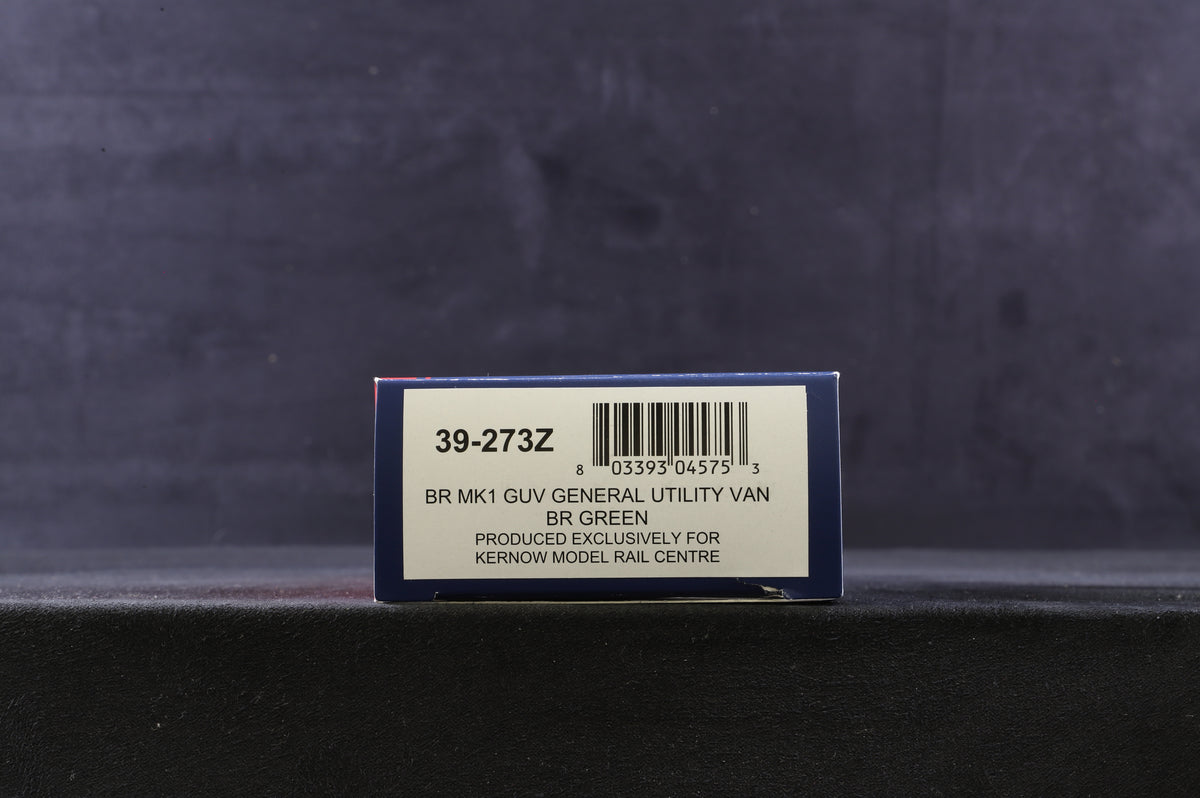 39-273Z
8 03393 04575 3
BR MK1 GUV GENERAL UTILITY VAN
BR GREEN
PRODUCED EXCLUSIVELY FOR
KERNOW MODEL RAIL CENTRE